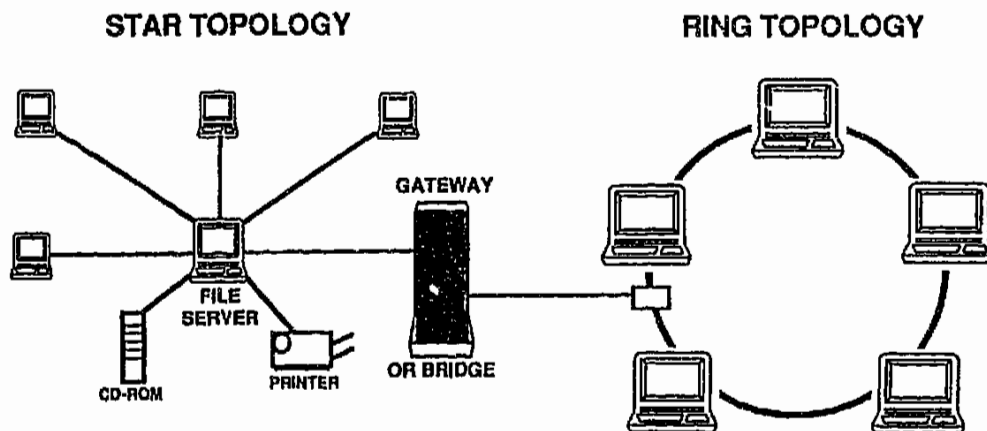 STAR TOPOLOGY
RING TOPOLOGY
GATEWAY
FILE
SERVER
OR BRIDGE
PRINTER
CD-ROM